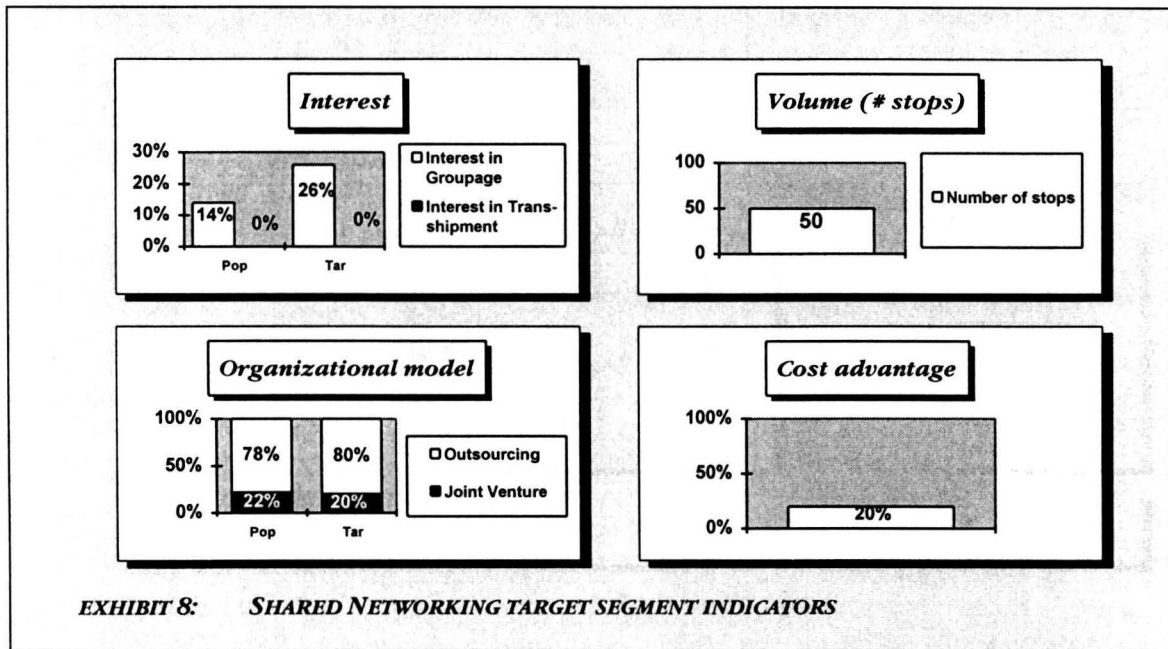 Interest
30%
20%
10%
0%
14%
0%
26%
0%
Pop
Tar
Interest in
Groupage
Interest in Trans-
shipment
Volume (# stops)
100
50
0
50
Number of stops
Organizational model
100%
50%
0%
78%
22%
80%
20%
Pop
Tar
Outsourcing
Joint Venture
Cost advantage
100%
50%
0%
20%
EXHIBIT 8: SHARED NETWORKING TARGET SEGMENT INDICATORS